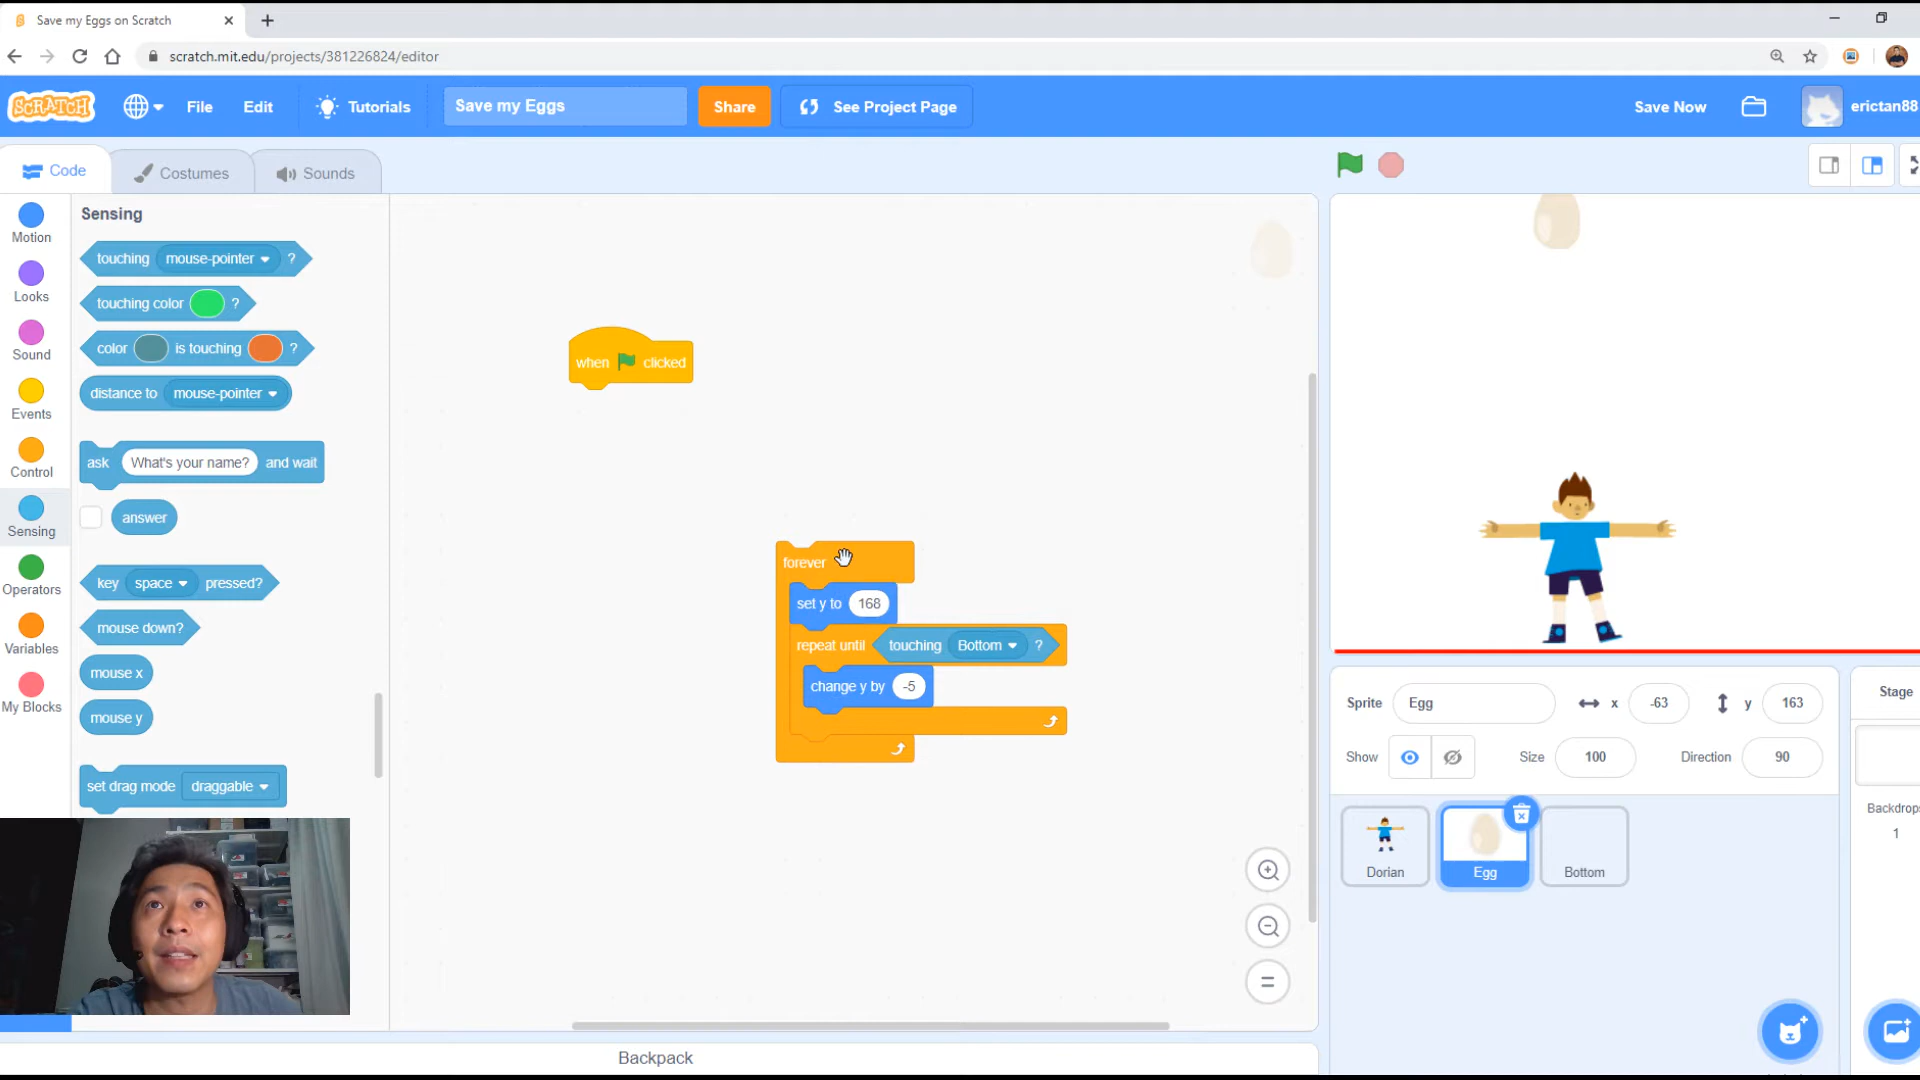 Save my Eggs on Scratch
scratch.mit.edu/projects/381226824/editor
SCRATCH
File
Edit
Tutorials
Save my Eggs
Share
See Project Page
Save Now
erictan88
Code
Costumes
Sounds
Motion
Looks
Sound
Events
Control
Sensing
Operators
Variables
My Blocks
Sensing
touching mouse-pointer ?
touching color ?
color is touching ?
distance to mouse-pointer
ask What's your name? and wait
answer
key space pressed?
mouse down?
mouse x
mouse y
set drag mode draggable
when clicked
forever
set y to 168
repeat until touching Bottom ?
change y by -5
Sprite Egg x -63 y 163
Show Size 100 Direction 90
Dorian
Egg
Bottom
Stage
Backdrops
1
Backpack